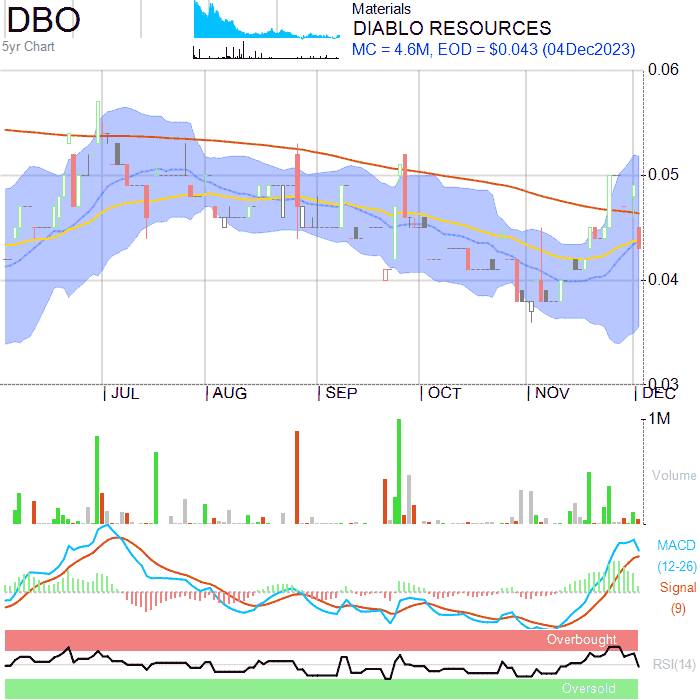 DBO
5yr Chart
Materials
DIABLO RESOURCES
MC = 4.6M, EOD = $0.043 (04Dec2023)
0.06
0.05
0.04
0.03
JUL AUG SEP OCT NOV DEC
1M
Volume
MACD
(12-26)
Signal
(9)
Overbought
RSI(14)
Oversold